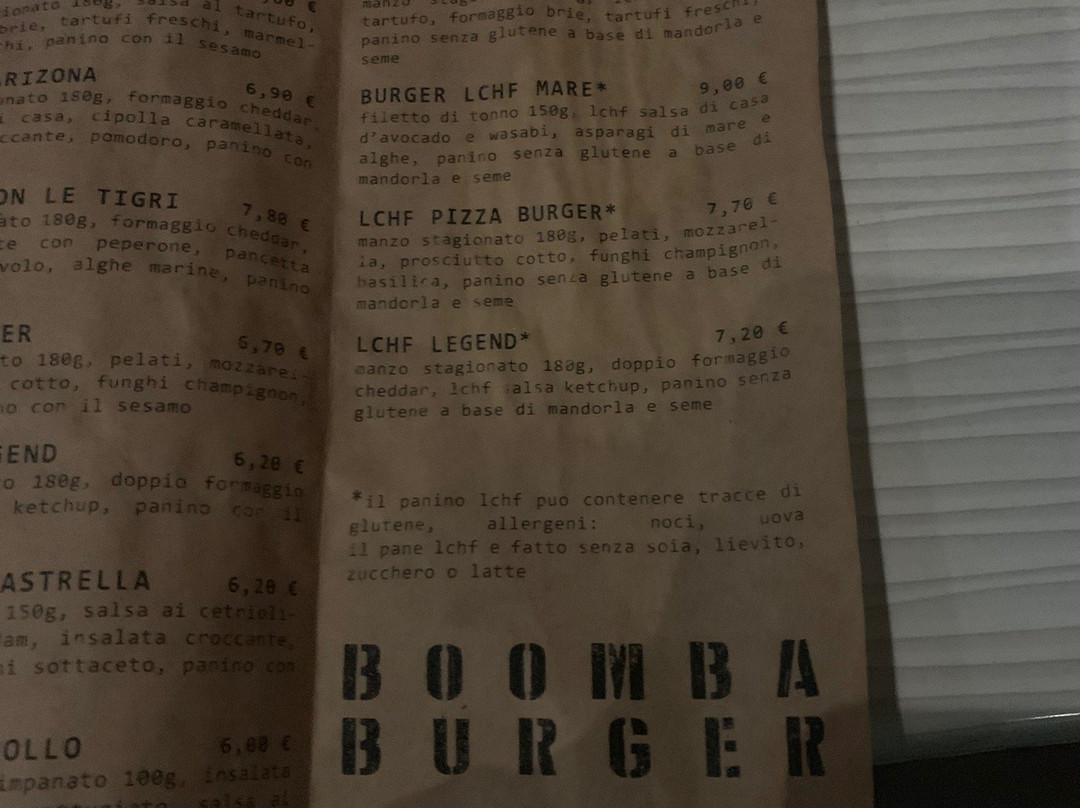 ionato 180g, salsa al tartufo,
brie, tartufi freschi, marmel-
hi, panino con il sesamo
ARIZONA 6,90 €
onato 180g, formaggio cheddar,
i casa, cipolla caramellata,
ccante, pomodoro, panino con
ON LE TIGRI 7,80 €
ato 180g, formaggio cheddar,
te con peperone, pancetta
volo, alghe marine, panino
ER 6,70 €
to 180g, pelati, mozzarel-
cotto, funghi champignon,
no con il sesamo
GEND 6,20 €
o 180g, doppio formaggio
ketchup, panino con il
ASTRELLA 6,20 €
150g, salsa ai cetrioli-
dam, insalata croccante,
ni sottaceto, panino con
OLLO 6,00 €
impanato 100g, insalata
salsa ai
tartufo, formaggio brie, tartufi freschi,
panino senza glutene a base di mandorla e
seme
BURGER LCHF MARE* 9,00 €
filetto di tonno 150g, lchf salsa di casa
d'avocado e wasabi, asparagi di mare e
alghe, panino senza glutene a base di
mandorla e seme
LCHF PIZZA BURGER* 7,70 €
manzo stagionato 180g, pelati, mozzarel-
la, prosciutto cotto, funghi champignon,
basilica, panino senza glutene a base di
mandorla e seme
LCHF LEGEND* 7,20 €
manzo stagionato 180g, doppio formaggio
cheddar, lchf salsa ketchup, panino senza
glutene a base di mandorla e seme
*il panino lchf puo contenere tracce di
glutene, allergeni: noci, uova
il pane lchf e fatto senza soia, lievito,
zucchero o latte
BOOMBA
BURGER